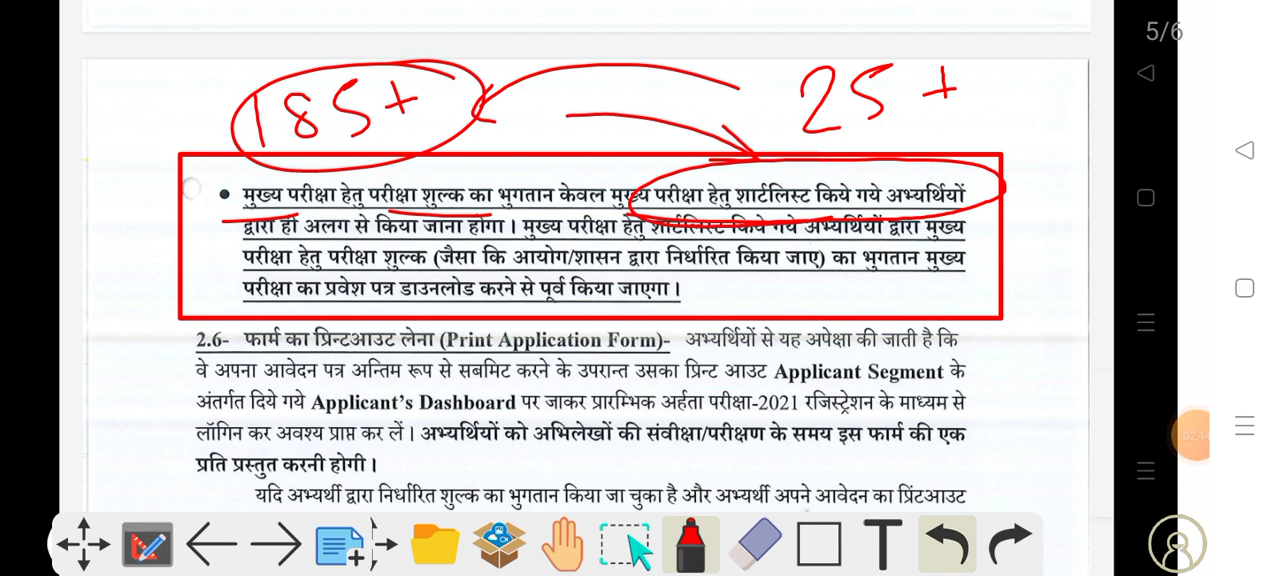 5/6
185+ 25+
• मुख्य परीक्षा हेतु परीक्षा शुल्क का भुगतान केवल मुख्य परीक्षा हेतु शार्टलिस्ट किये गये अभ्यर्थियों
द्वारा ही अलग से किया जाना होगा। मुख्य परीक्षा हेतु शार्टलिस्ट किये गये अभ्यर्थियों द्वारा मुख्य
परीक्षा हेतु परीक्षा शुल्क (जैसा कि आयोग/शासन द्वारा निर्धारित किया जाए) का भुगतान मुख्य
परीक्षा का प्रवेश पत्र डाउनलोड करने से पूर्व किया जाएगा।
2.6- फार्म का प्रिन्टआउट लेना (Print Application Form)- अभ्यर्थियों से यह अपेक्षा की जाती है कि
वे अपना आवेदन पत्र अन्तिम रूप से सबमिट करने के उपरान्त उसका प्रिन्ट आउट Applicant Segment के
अंतर्गत दिये गये Applicant's Dashboard पर जाकर प्रारम्भिक अर्हता परीक्षा-2021 रजिस्ट्रेशन के माध्यम से
लॉगिन कर अवश्य प्राप्त कर लें। अभ्यर्थियों को अभिलेखों की संवीक्षा/परीक्षण के समय इस फार्म की एक
प्रति प्रस्तुत करनी होगी।
यदि अभ्यर्थी द्वारा निर्धारित शुल्क का भुगतान किया जा चुका है और अभ्यर्थी अपने आवेदन का प्रिंटआउट
T